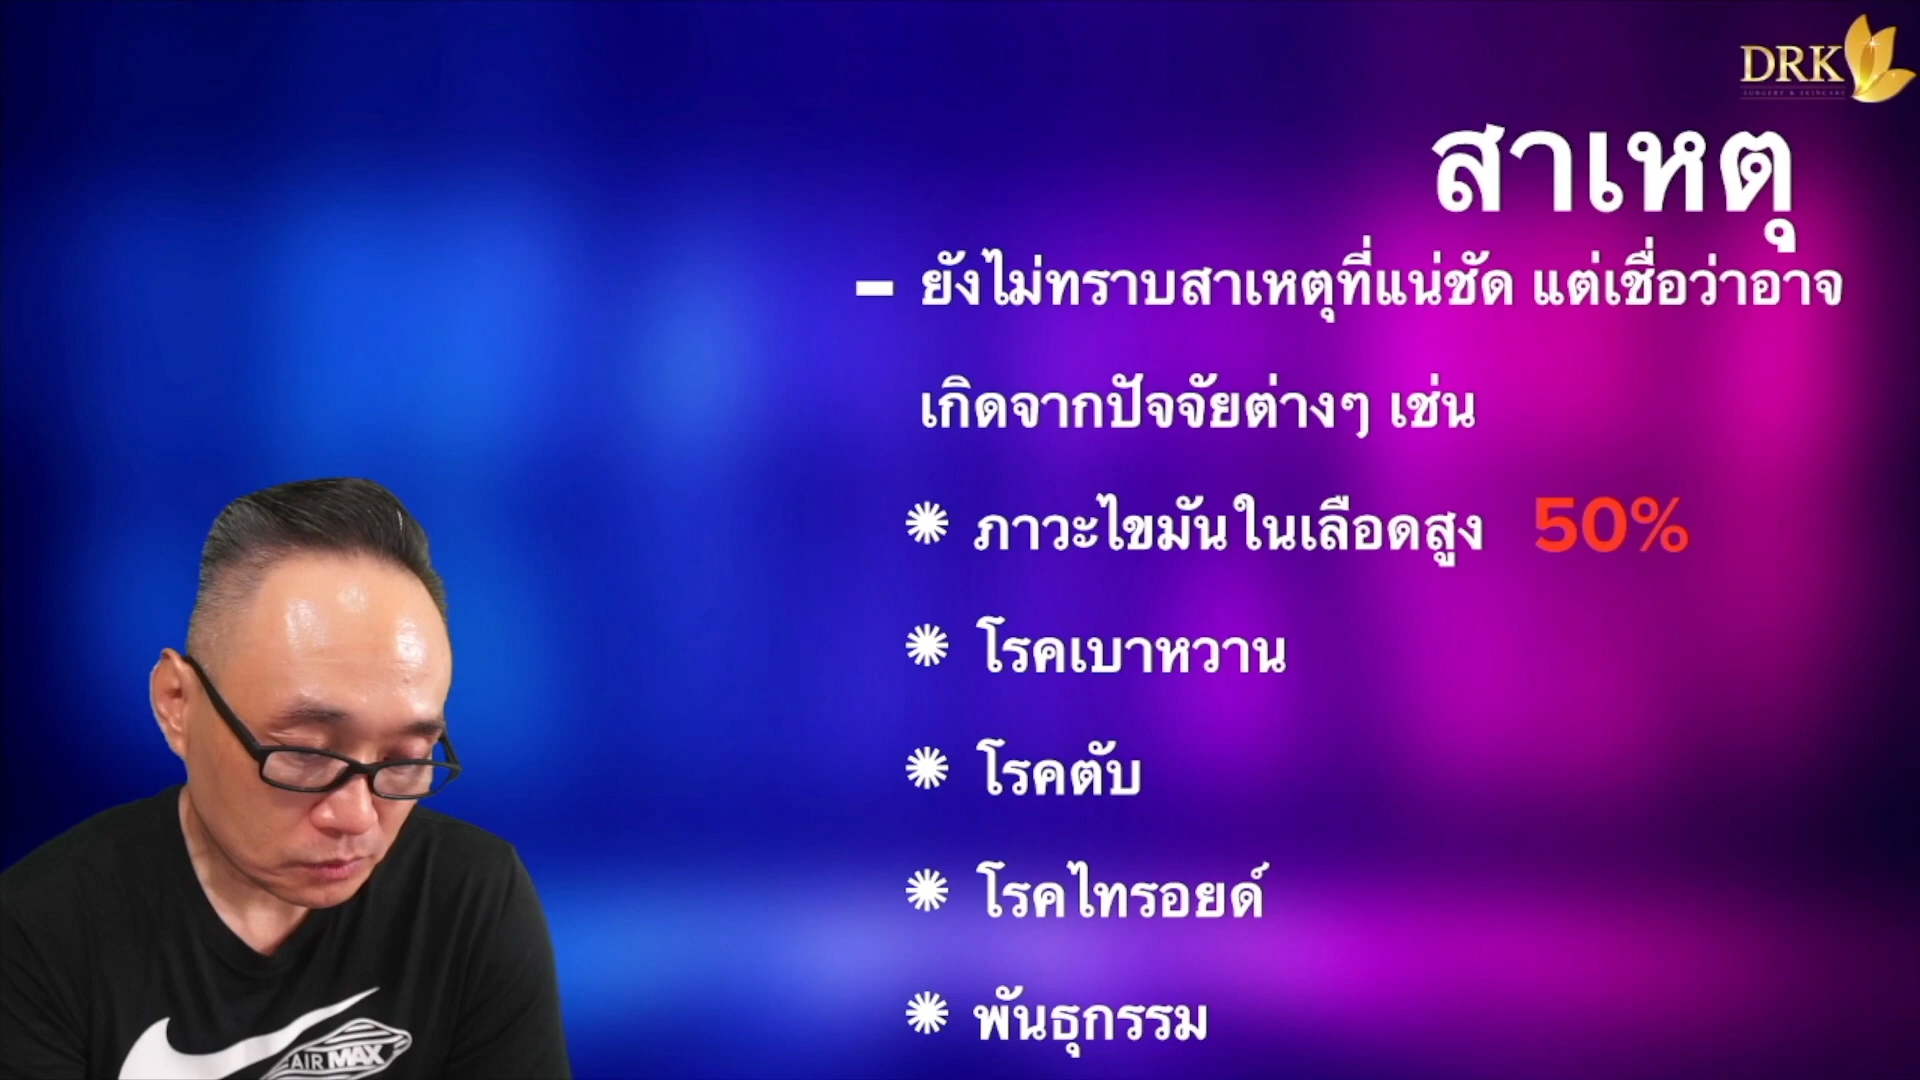 DRK
SURGERY & SKINCARE
สาเหตุ
- ยังไม่ทราบสาเหตุที่แน่ชัด แต่เชื่อว่าอาจ
เกิดจากปัจจัยต่างๆ เช่น
✺ ภาวะไขมันในเลือดสูง 50%
✺ โรคเบาหวาน
✺ โรคตับ
✺ โรคไทรอยด์
✺ พันธุกรรม
AIR MAX